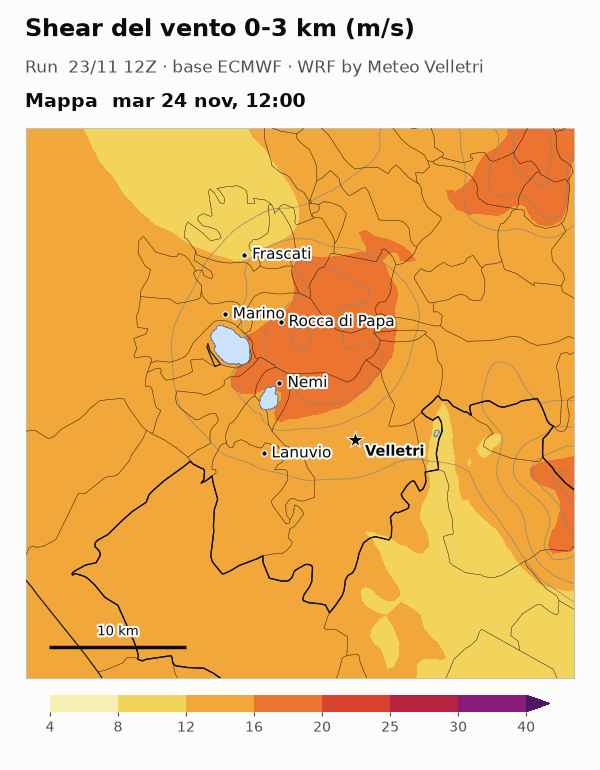 Shear del vento 0-3 km (m/s)
Run  23/11 12Z · base ECMWF · WRF by Meteo Velletri
Mappa  mar 24 nov, 12:00
Frascati
Marino
Rocca di Papa
Nemi
Velletri
Lanuvio
10 km
4 8 12 16 20 25 30 40